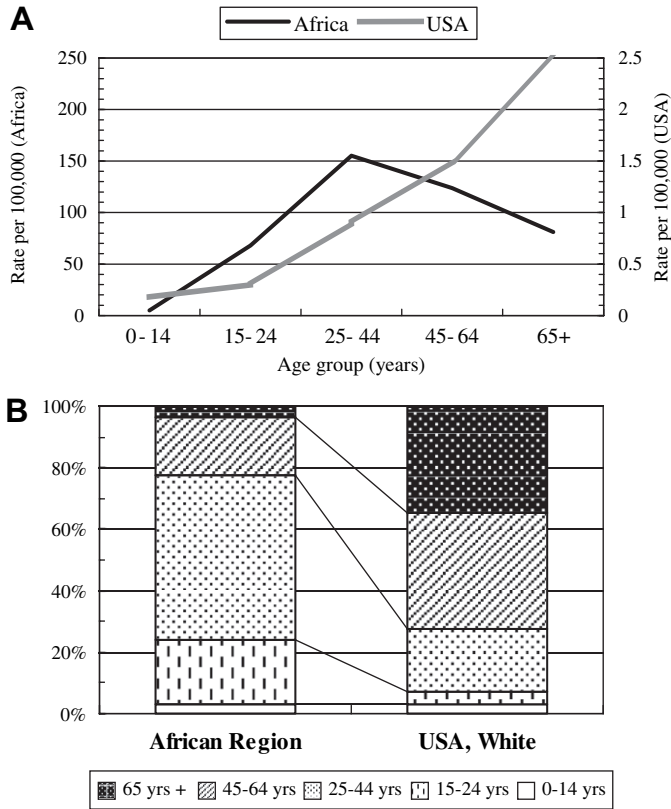 A
Africa USA
250
200
150
100
50
0
2.5
2
1.5
1
0.5
0
Rate per 100,000 (Africa)
Rate per 100,000 (USA)
0-14 15-24 25-44 45-64 65+
Age group (years)
B
100%
80%
60%
40%
20%
0%
African Region USA, White
65 yrs + 45-64 yrs 25-44 yrs 15-24 yrs 0-14 yrs